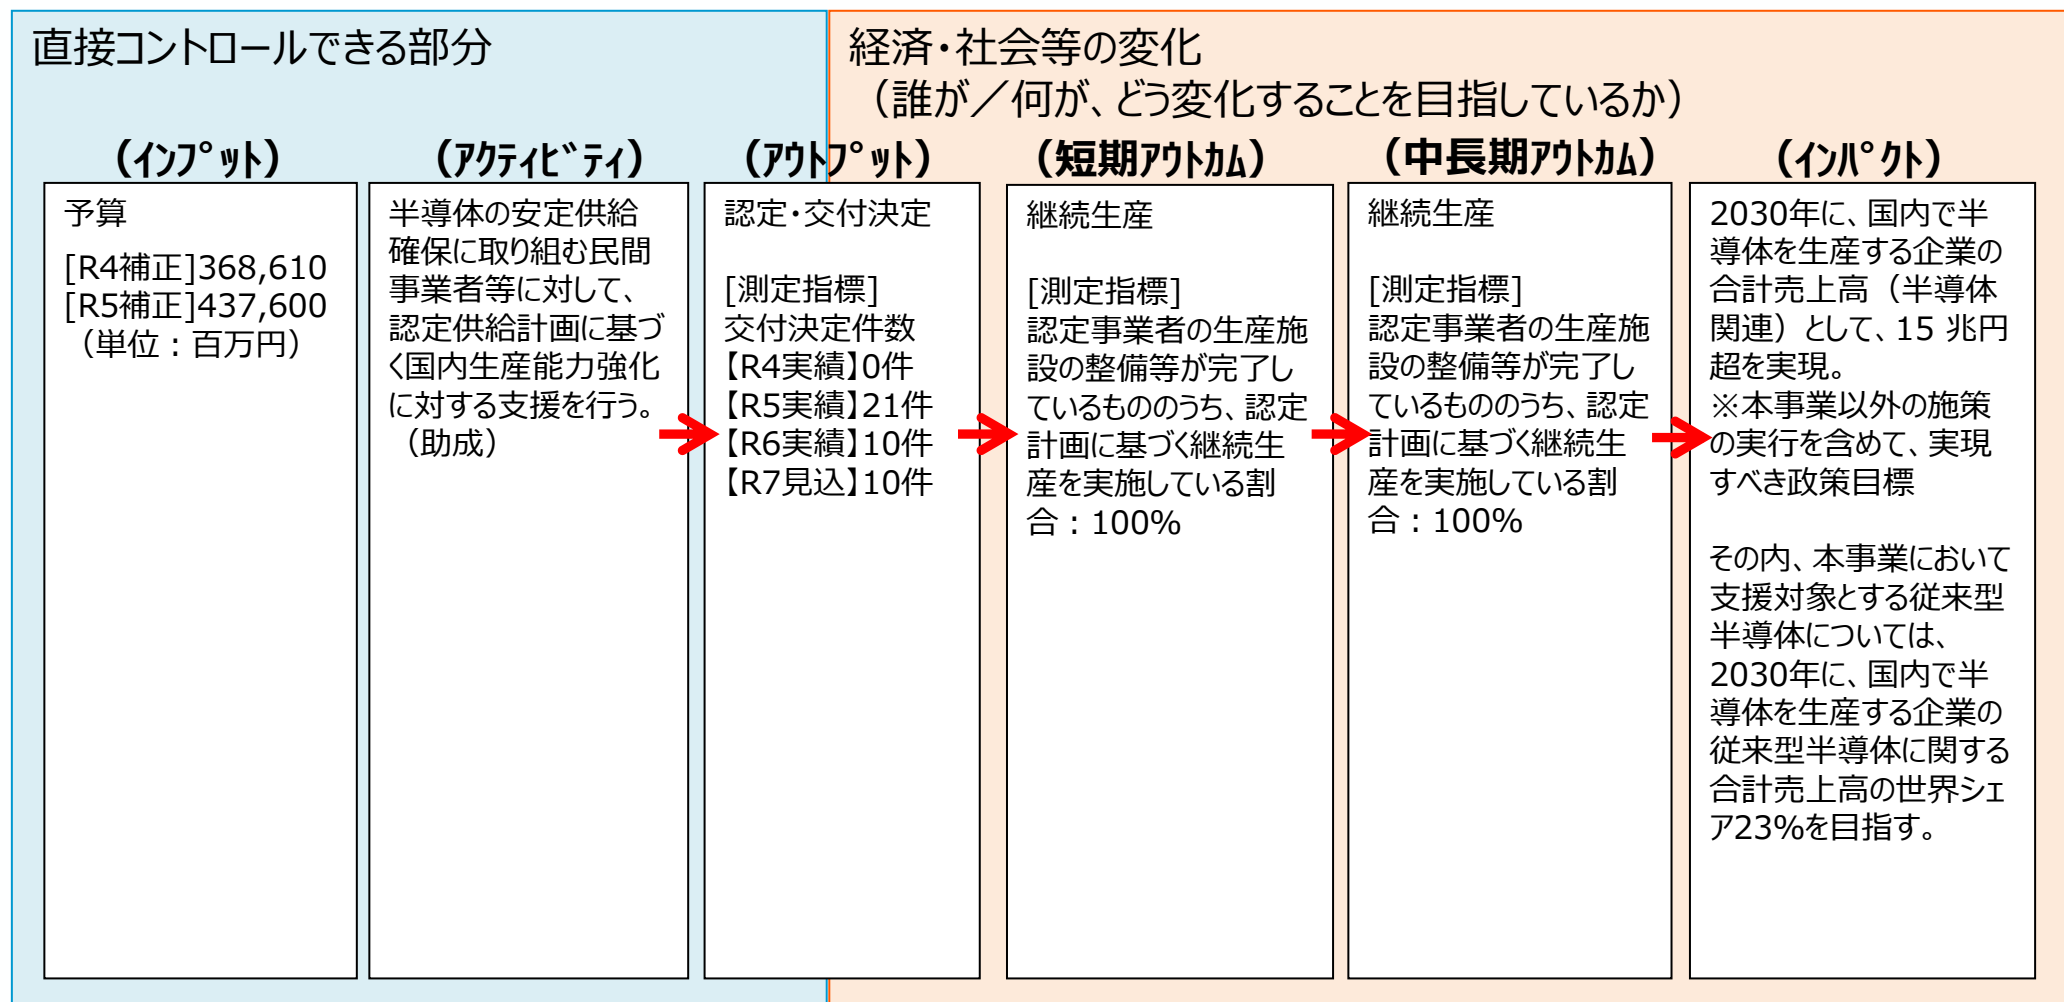 直接コントロールできる部分
経済・社会等の変化
（誰が／何が、どう変化することを目指しているか）
（ｲﾝﾌﾟｯﾄ）
予算
[R4補正]368,610
[R5補正]437,600
（単位：百万円）
（ｱｸﾃｨﾋﾞﾃｨ）
半導体の安定供給
確保に取り組む民間
事業者等に対して、
認定供給計画に基づ
く国内生産能力強化
に対する支援を行う。
（助成）
（ｱｳﾄﾌﾟｯﾄ）
認定・交付決定
[測定指標]
交付決定件数
【R4実績】0件
【R5実績】21件
【R6実績】10件
【R7見込】10件
（短期ｱｳﾄｶﾑ）
継続生産
[測定指標]
認定事業者の生産施
設の整備等が完了し
ているもののうち、認定
計画に基づく継続生
産を実施している割
合：100%
（中長期ｱｳﾄｶﾑ）
継続生産
[測定指標]
認定事業者の生産施
設の整備等が完了し
ているもののうち、認定
計画に基づく継続生
産を実施している割
合：100%
（ｲﾝﾊﾟｸﾄ）
2030年に、国内で半
導体を生産する企業の
合計売上高（半導体
関連）として、15 兆円
超を実現。
※本事業以外の施策
の実行を含めて、実現
すべき政策目標
その内、本事業において
支援対象とする従来型
半導体については、
2030年に、国内で半
導体を生産する企業の
従来型半導体に関する
合計売上高の世界シェ
ア23%を目指す。